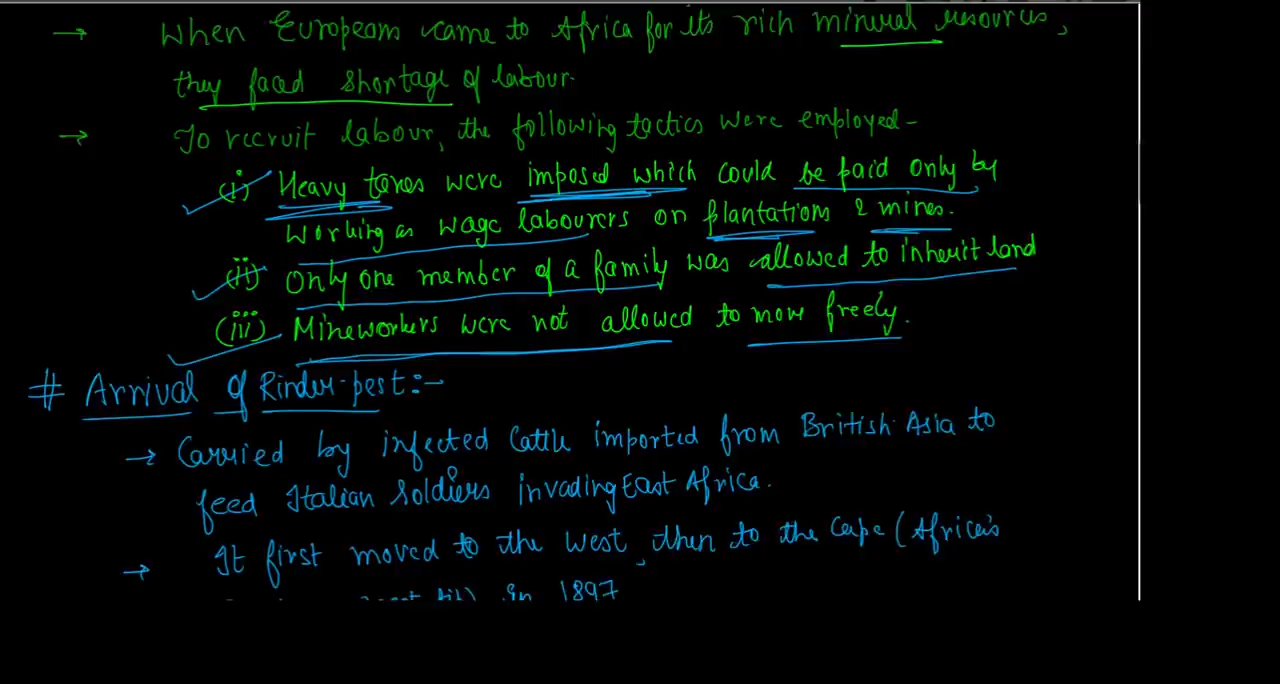 → When Europeans came to Africa for its rich mineral resources,
they faced shortage of labour.
→ To recruit labour, the following tactics were employed-
(i) Heavy taxes were imposed which could be paid only by
working as wage labourers on plantations & mines.
(ii) Only one member of a family was allowed to inherit land
(iii) Mineworkers were not allowed to move freely.
# Arrival of Rinder-pest:-
→ Carried by infected Cattle imported from British Asia to
feed Italian Soldiers invading East Africa.
→ It first moved to the west, then to the Cape (Africa's
in 1897